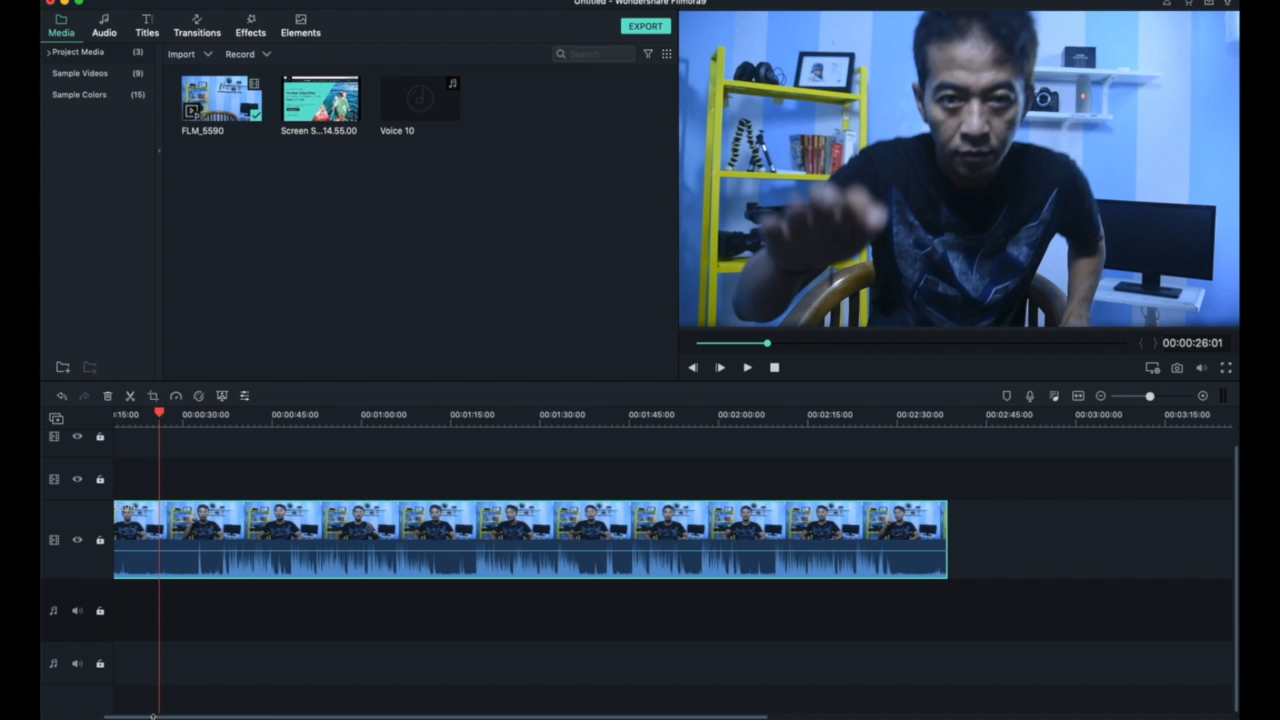 Untitled - Wondershare Filmora9
Media Audio Titles Transitions Effects Elements EXPORT
Project Media (3) Import Record Search
Sample Videos (9)
Sample Colors (15)
FLM_5590 Screen S...14.55.00 Voice 10
00:00:26:01
:15:00 00:00:30:00 00:00:45:00 00:01:00:00 00:01:15:00 00:01:30:00 00:01:45:00 00:02:00:00 00:02:15:00 00:02:30:00 00:02:45:00 00:03:00:00 00:03:15:00